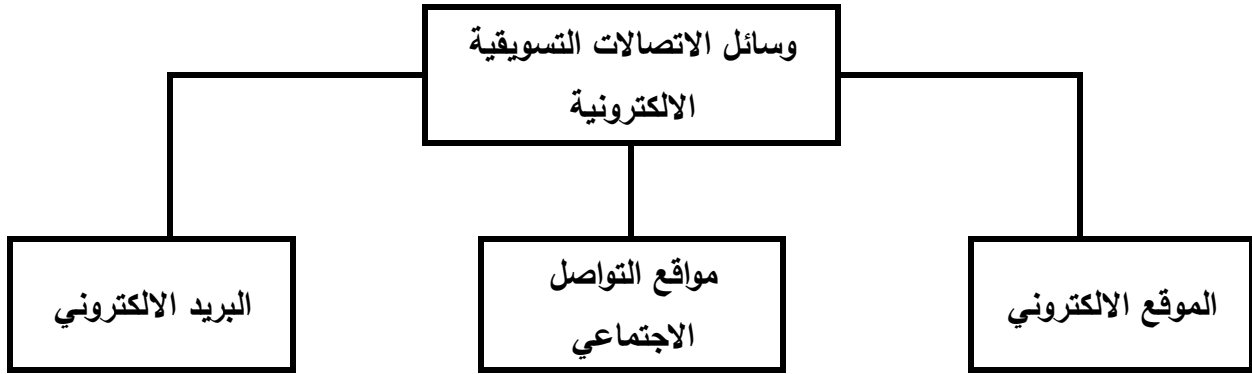 وسائل الاتصالات التسويقية
الالكترونية
الموقع الالكتروني
مواقع التواصل
الاجتماعي
البريد الالكتروني